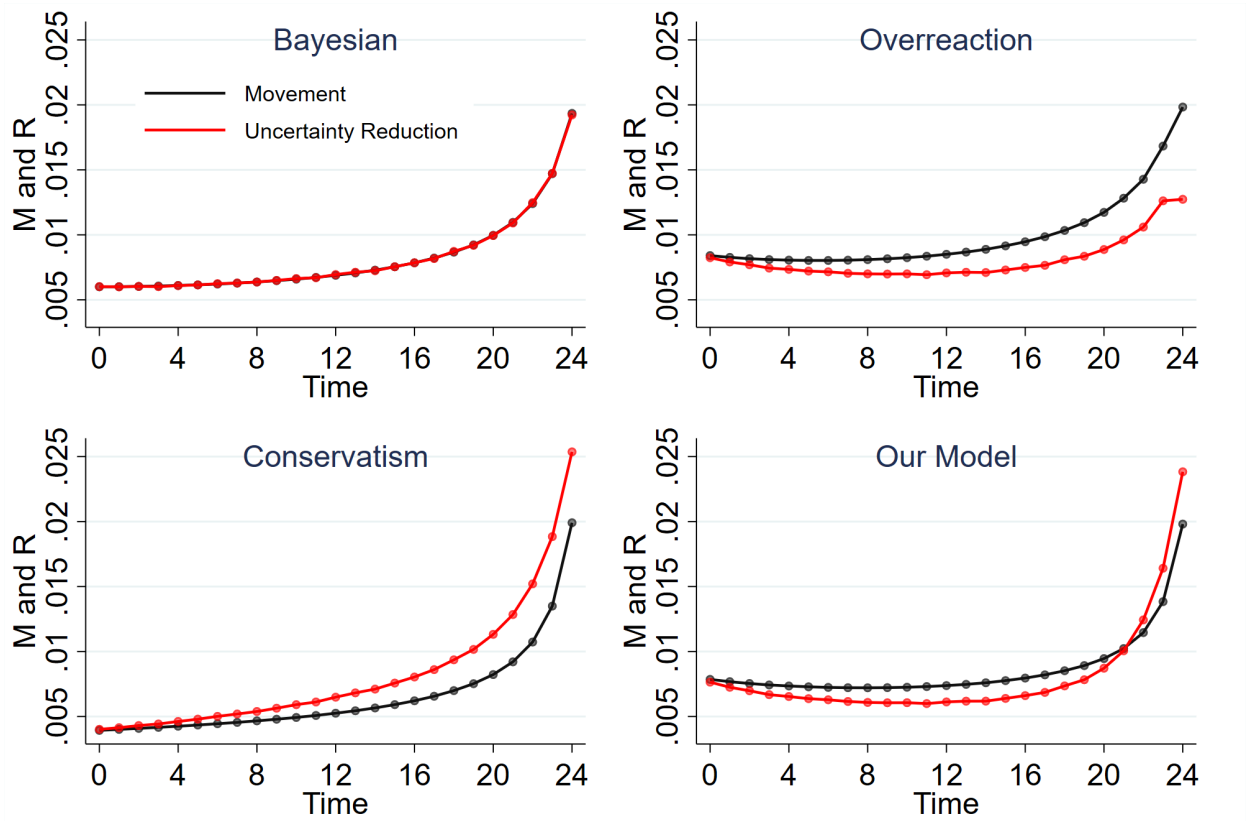 Bayesian
Movement
Uncertainty Reduction
M and R
.005 .01 .015 .02 .025
0 4 8 12 16 20 24
Time
Overreaction
M and R
.005 .01 .015 .02 .025
0 4 8 12 16 20 24
Time
Conservatism
M and R
.005 .01 .015 .02 .025
0 4 8 12 16 20 24
Time
Our Model
M and R
.005 .01 .015 .02 .025
0 4 8 12 16 20 24
Time